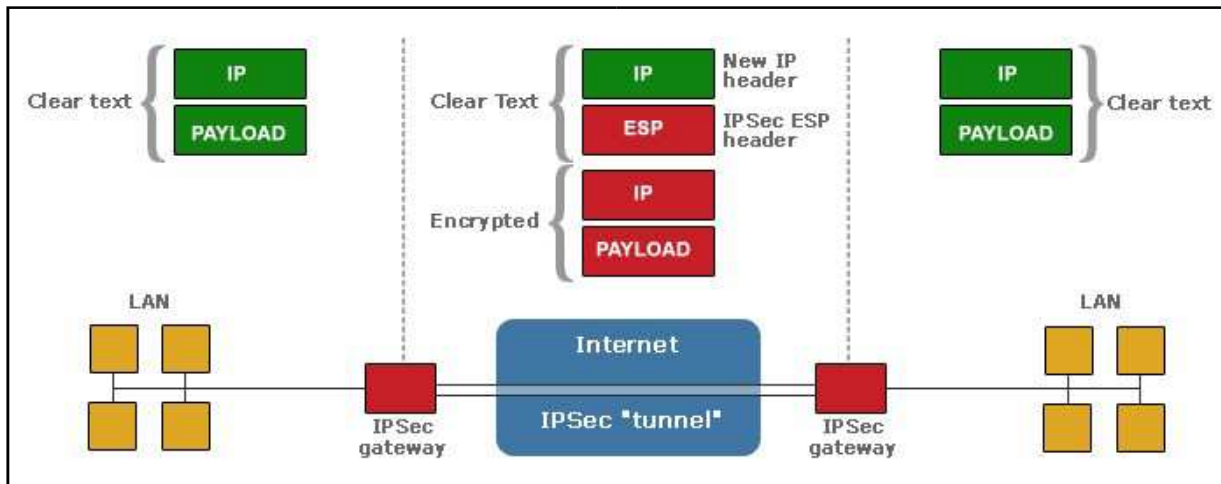 Clear text
IP
PAYLOAD
Clear Text
IP
New IP
header
ESP
IPSec ESP
header
Encrypted
IP
PAYLOAD
IP
PAYLOAD
Clear text
LAN
IPSec
gateway
Internet
IPSec "tunnel"
IPSec
gateway
LAN